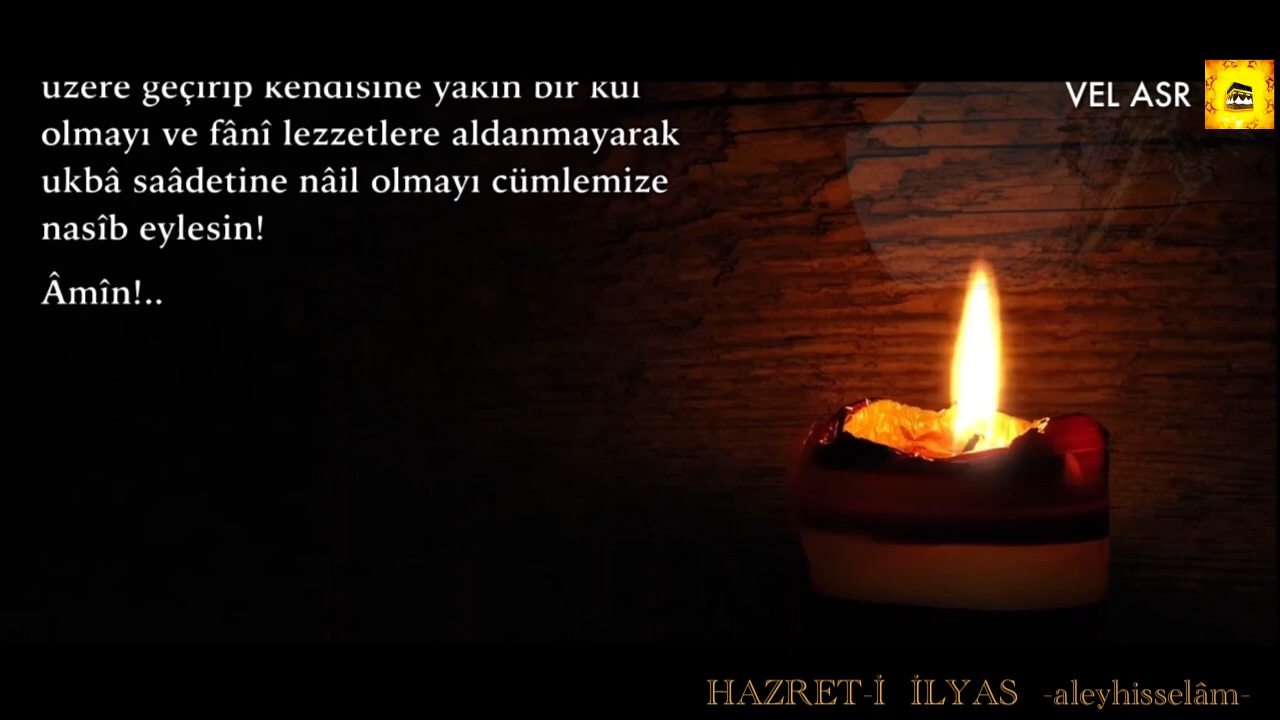 üzere geçirip kendisine yakın bir kul
olmayı ve fânî lezzetlere aldanmayarak
ukbâ saâdetine nâil olmayı cümlemize
nasîb eylesin!
Âmîn!..
VEL ASR
HAZRET-İ İLYAS -aleyhisselâm-